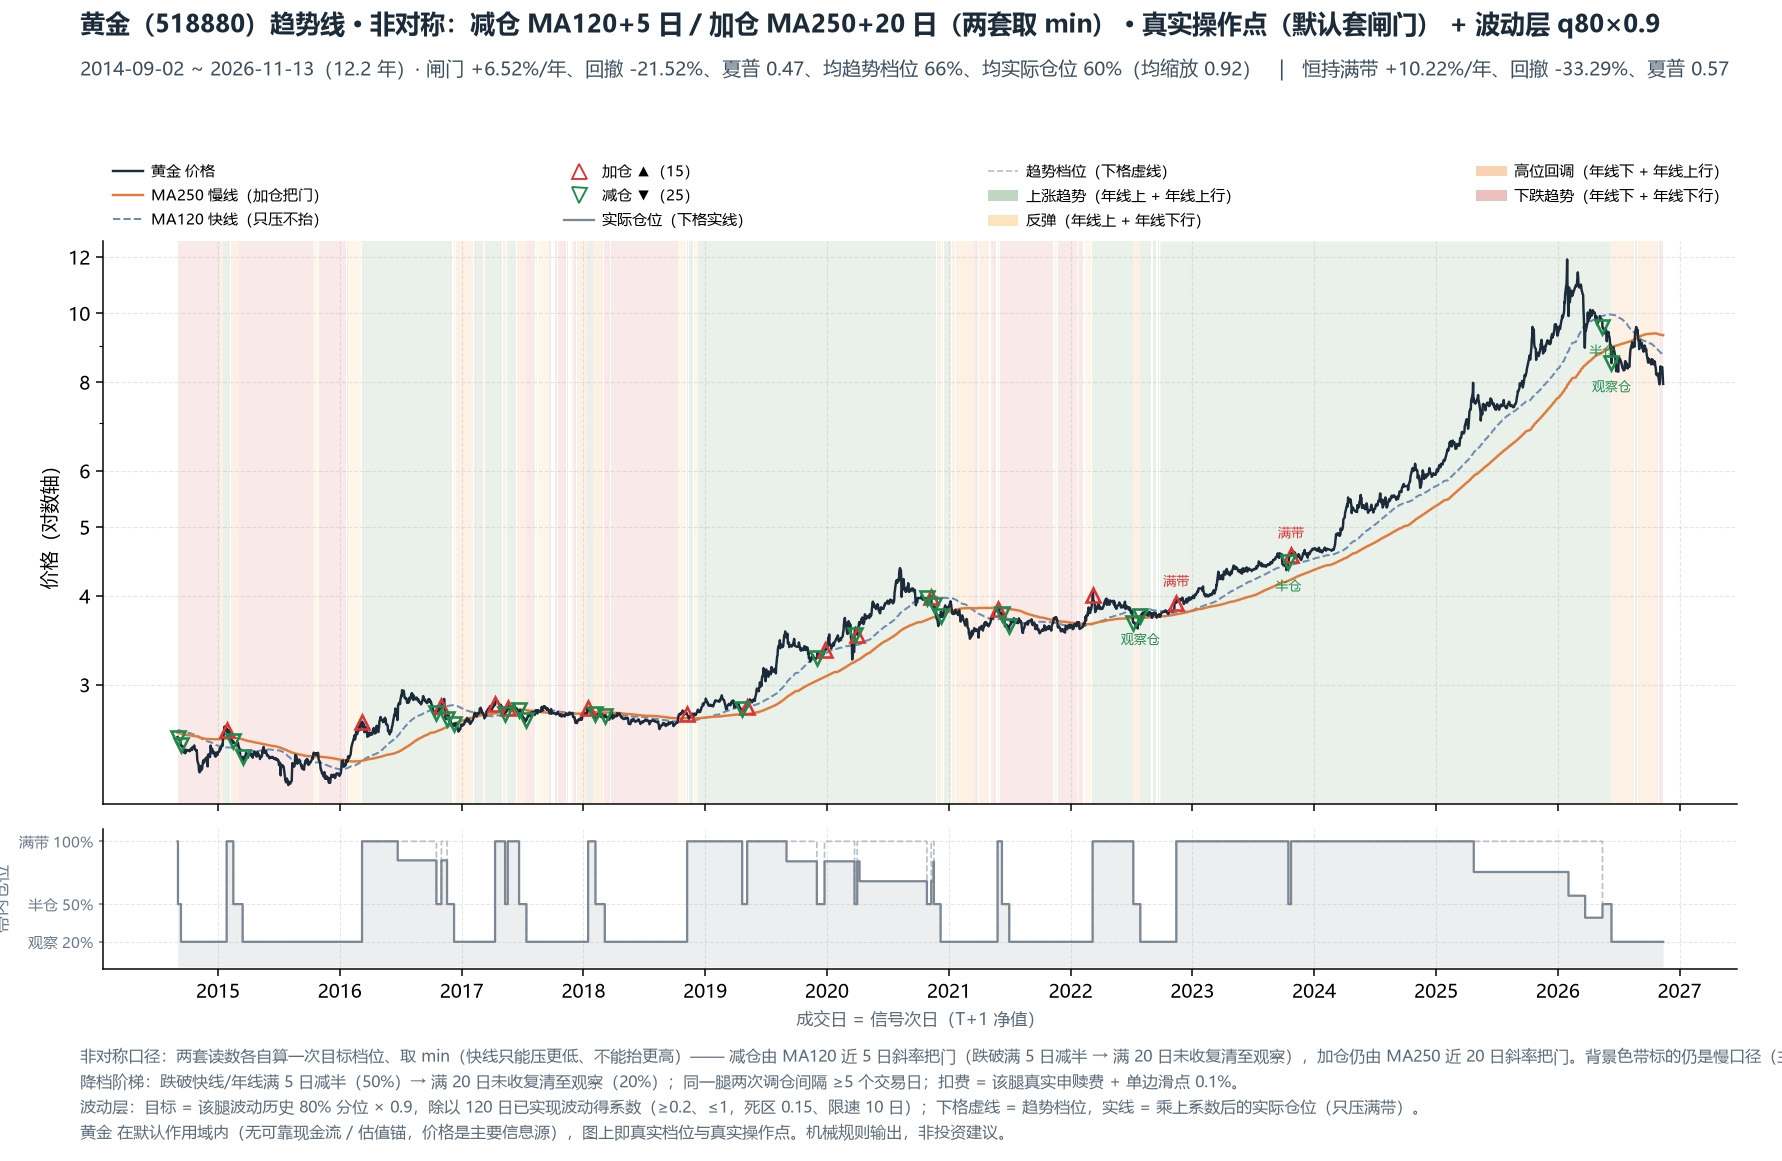 黄金（518880）趋势线 • 非对称：减仓 MA120+5 日 / 加仓 MA250+20 日（两套取 min） • 真实操作点（默认套闸门） + 波动层 q80×0.9
2014-09-02 ~ 2026-11-13（12.2 年）· 闸门 +6.52%/年、回撤 -21.52%、夏普 0.47、均趋势档位 66%、均实际仓位 60%（均缩放 0.92） | 恒持满带 +10.22%/年、回撤 -33.29%、夏普 0.57
黄金 价格
MA250 慢线（加仓把门）
MA120 快线（只压不抬）
加仓 ▲（15）
减仓 ▼（25）
实际仓位（下格实线）
趋势档位（下格虚线）
上涨趋势（年线上 + 年线上行）
反弹（年线上 + 年线下行）
高位回调（年线下 + 年线上行）
下跌趋势（年线下 + 年线下行）
价格（对数轴）
12
10
8
6
5
4
3
观察仓
满带
满带
半仓
半仓
观察仓
满带 100%
半仓 50%
观察 20%
2015 2016 2017 2018 2019 2020 2021 2022 2023 2024 2025 2026 2027
成交日 = 信号次日（T+1 净值）
非对称口径：两套读数各自算一次目标档位、取 min（快线只能压更低、不能抬更高）—— 减仓由 MA120 近 5 日斜率把门（跌破满 5 日减半 → 满 20 日未收复清至观察），加仓仍由 MA250 近 20 日斜率把门。背景色带标的仍是慢口径（
降档阶梯：跌破快线/年线满 5 日减半（50%）→ 满 20 日未收复清至观察（20%）；同一腿两次调仓间隔 ≥5 个交易日；扣费 = 该腿真实申赎费 + 单边滑点 0.1%。
波动层：目标 = 该腿波动历史 80% 分位 × 0.9，除以 120 日已实现波动得系数（≥0.2、≤1，死区 0.15、限速 10 日）；下格虚线 = 趋势档位，实线 = 乘上系数后的实际仓位（只压满带）。
黄金 在默认作用域内（无可靠现金流 / 估值锚，价格是主要信息源），图上即真实档位与真实操作点。机械规则输出，非投资建议。